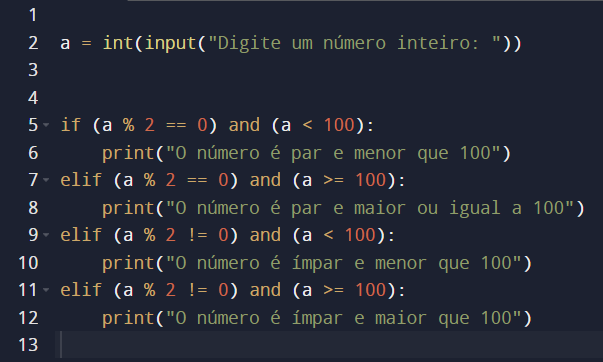 1
2 a = int(input("Digite um número inteiro: "))
3
4
5 if (a % 2 == 0) and (a < 100):
6     print("O número é par e menor que 100")
7 elif (a % 2 == 0) and (a >= 100):
8     print("O número é par e maior ou igual a 100")
9 elif (a % 2 != 0) and (a < 100):
10     print("O número é ímpar e menor que 100")
11 elif (a % 2 != 0) and (a >= 100):
12     print("O número é ímpar e maior que 100")
13